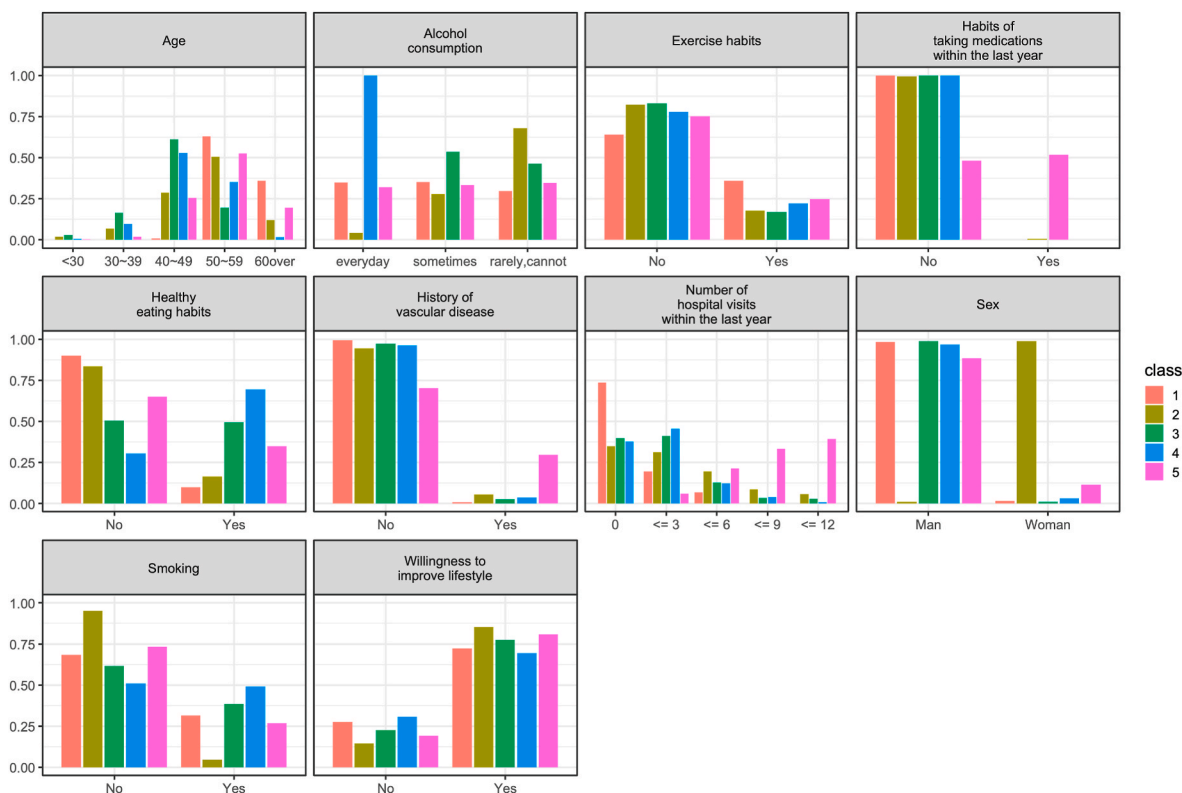 Age
Alcohol
consumption
Exercise habits
Habits of
taking medications
within the last year
1.00
0.75
0.50
0.25
0.00
<30 30~39 40~49 50~59 60over
everyday sometimes rarely,cannot
No Yes
No Yes
Healthy
eating habits
History of
vascular disease
Number of
hospital visits
within the last year
Sex
1.00
0.75
0.50
0.25
0.00
No Yes
No Yes
0 <= 3 <= 6 <= 9 <= 12
Man Woman
class
1
2
3
4
5
Smoking
Willingness to
improve lifestyle
1.00
0.75
0.50
0.25
0.00
No Yes
No Yes